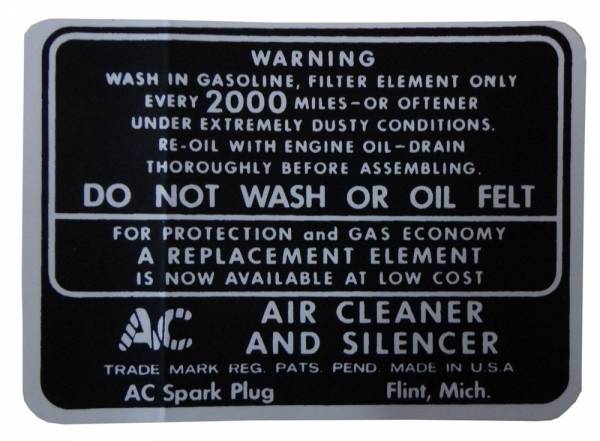 WARNING
WASH IN GASOLINE, FILTER ELEMENT ONLY
EVERY 2000 MILES-OR OFTENER
UNDER EXTREMELY DUSTY CONDITIONS.
RE-OIL WITH ENGINE OIL-DRAIN
THOROUGHLY BEFORE ASSEMBLING.
DO NOT WASH OR OIL FELT
FOR PROTECTION and GAS ECONOMY
A REPLACEMENT ELEMENT
IS NOW AVAILABLE AT LOW COST
AC AIR CLEANER
AND SILENCER
TRADE MARK REG. PATS. PEND. MADE IN U.S.A
AC Spark Plug Flint, Mich.